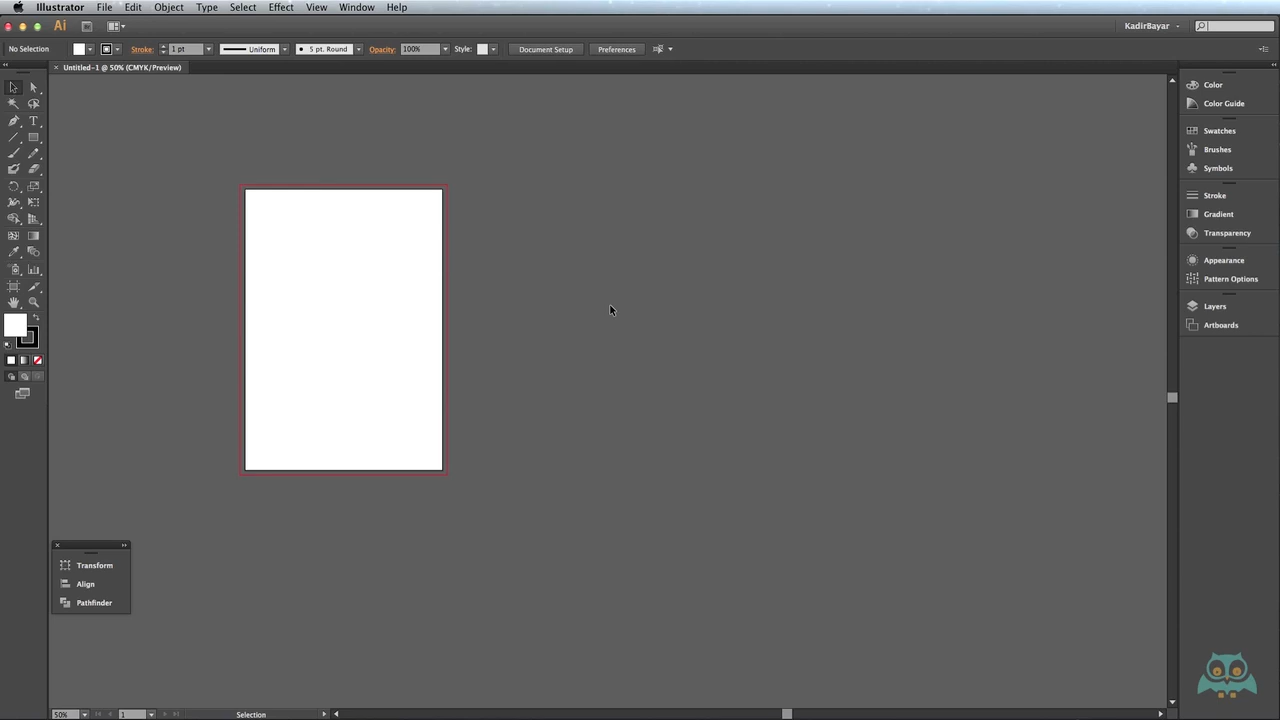 Illustrator File Edit Object Type Select Effect View Window Help
Ai KadirBayar
No Selection Stroke: 1 pt Uniform 5 pt. Round Opacity: 100% Style: Document Setup Preferences
Untitled-1 @ 50% (CMYK/Preview)
Color
Color Guide
Swatches
Brushes
Symbols
Stroke
Gradient
Transparency
Appearance
Pattern Options
Layers
Artboards
Transform
Align
Pathfinder
50% 1 Selection